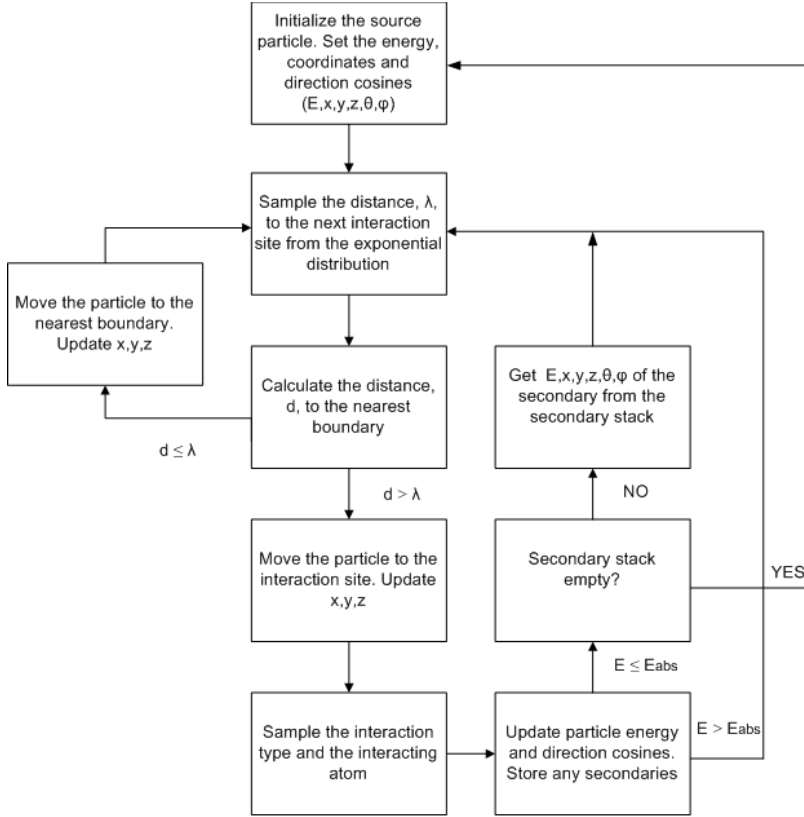 Initialize the source
particle. Set the energy,
coordinates and
direction cosines
(E,x,y,z,θ,φ)
Sample the distance, λ,
to the next interaction
site from the exponential
distribution
Move the particle to the
nearest boundary.
Update x,y,z
Calculate the distance,
d, to the nearest
boundary
Get E,x,y,z,θ,φ of the
secondary from the
secondary stack
d ≤ λ
d > λ
NO
Move the particle to the
interaction site. Update
x,y,z
Secondary stack
empty?
YES
E ≤ Eabs
Sample the interaction
type and the interacting
atom
Update particle energy
and direction cosines.
Store any secondaries
E > Eabs